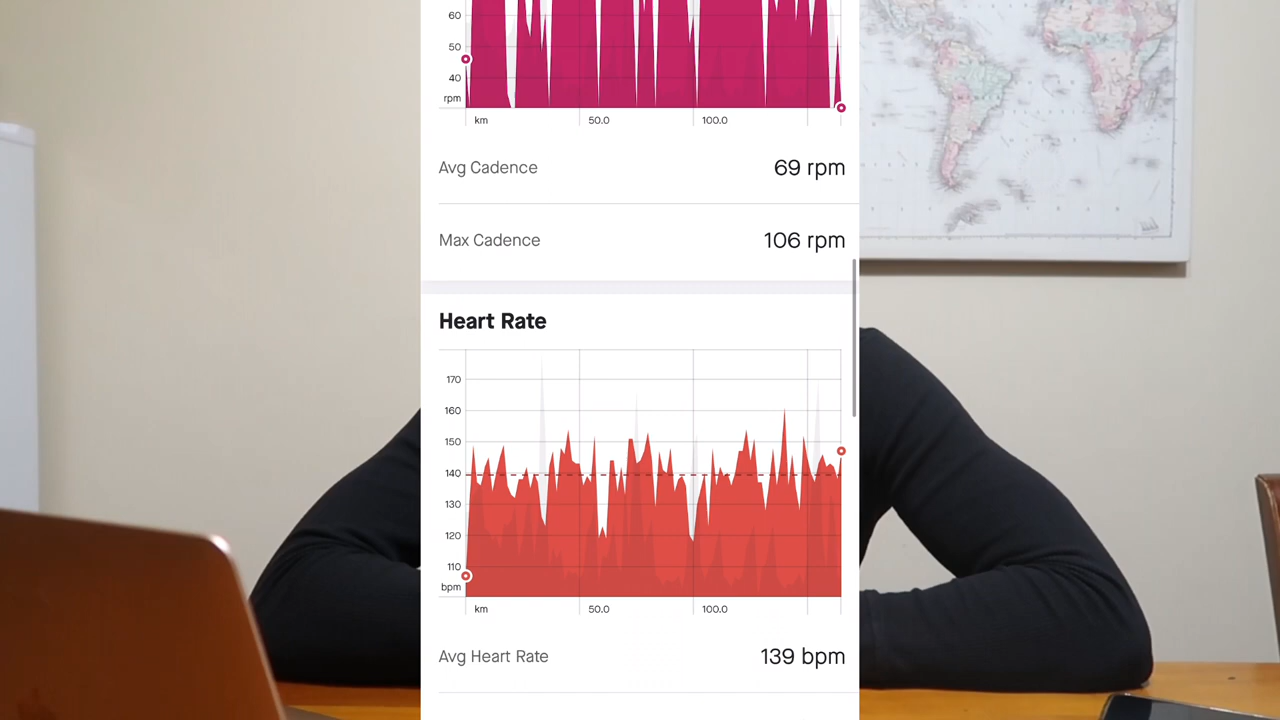 60
50
40
rpm
km 50.0 100.0
Avg Cadence 69 rpm
Max Cadence 106 rpm
Heart Rate
170
160
150
140
130
120
110
bpm
km 50.0 100.0
Avg Heart Rate 139 bpm